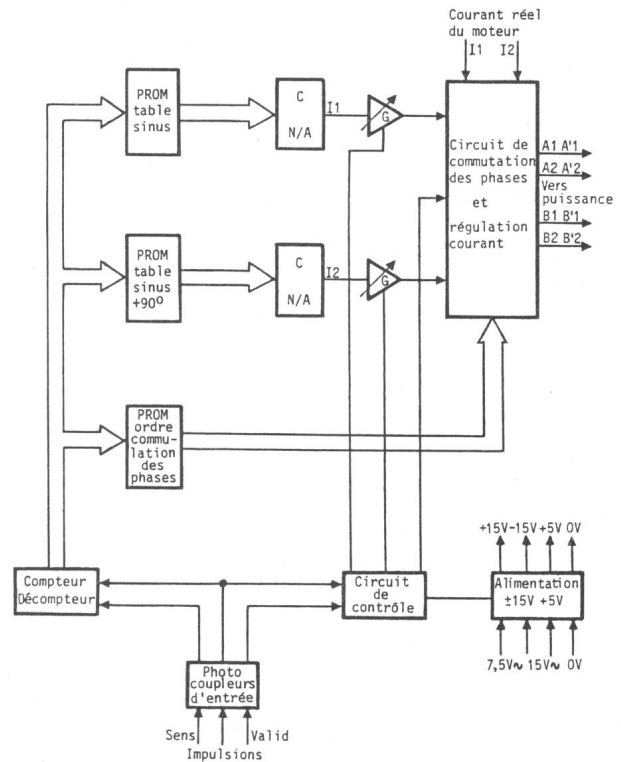 Courant réel
du moteur
I1 I2
PROM
table
sinus
C
N/A
I1
G
Circuit de
commutation
des phases
et
régulation
courant
A1 A'1
A2 A'2
Vers
puissance
B1 B'1
B2 B'2
PROM
table
sinus
+90º
C
N/A
I2
G
PROM
ordre
commu-
lation
des
phases
+15V -15V +5V 0V
Compteur
Décompteur
Circuit
de
contrôle
Alimentation
±15V +5V
7,5V~ 15V~ 0V
Photo
coupleurs
d'entrée
Sens
Valid
Impulsions